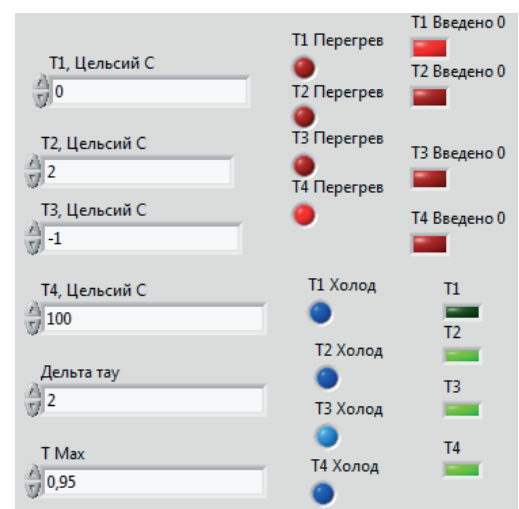 T1, Цельсий С
0
T2, Цельсий С
2
T3, Цельсий С
-1
T4, Цельсий С
100
Дельта тау
2
T Max
0,95
T1 Перегрев
T2 Перегрев
T3 Перегрев
T4 Перегрев
T1 Введено 0
T2 Введено 0
T3 Введено 0
T4 Введено 0
T1 Холод
T2 Холод
T3 Холод
T4 Холод
T1
T2
T3
T4